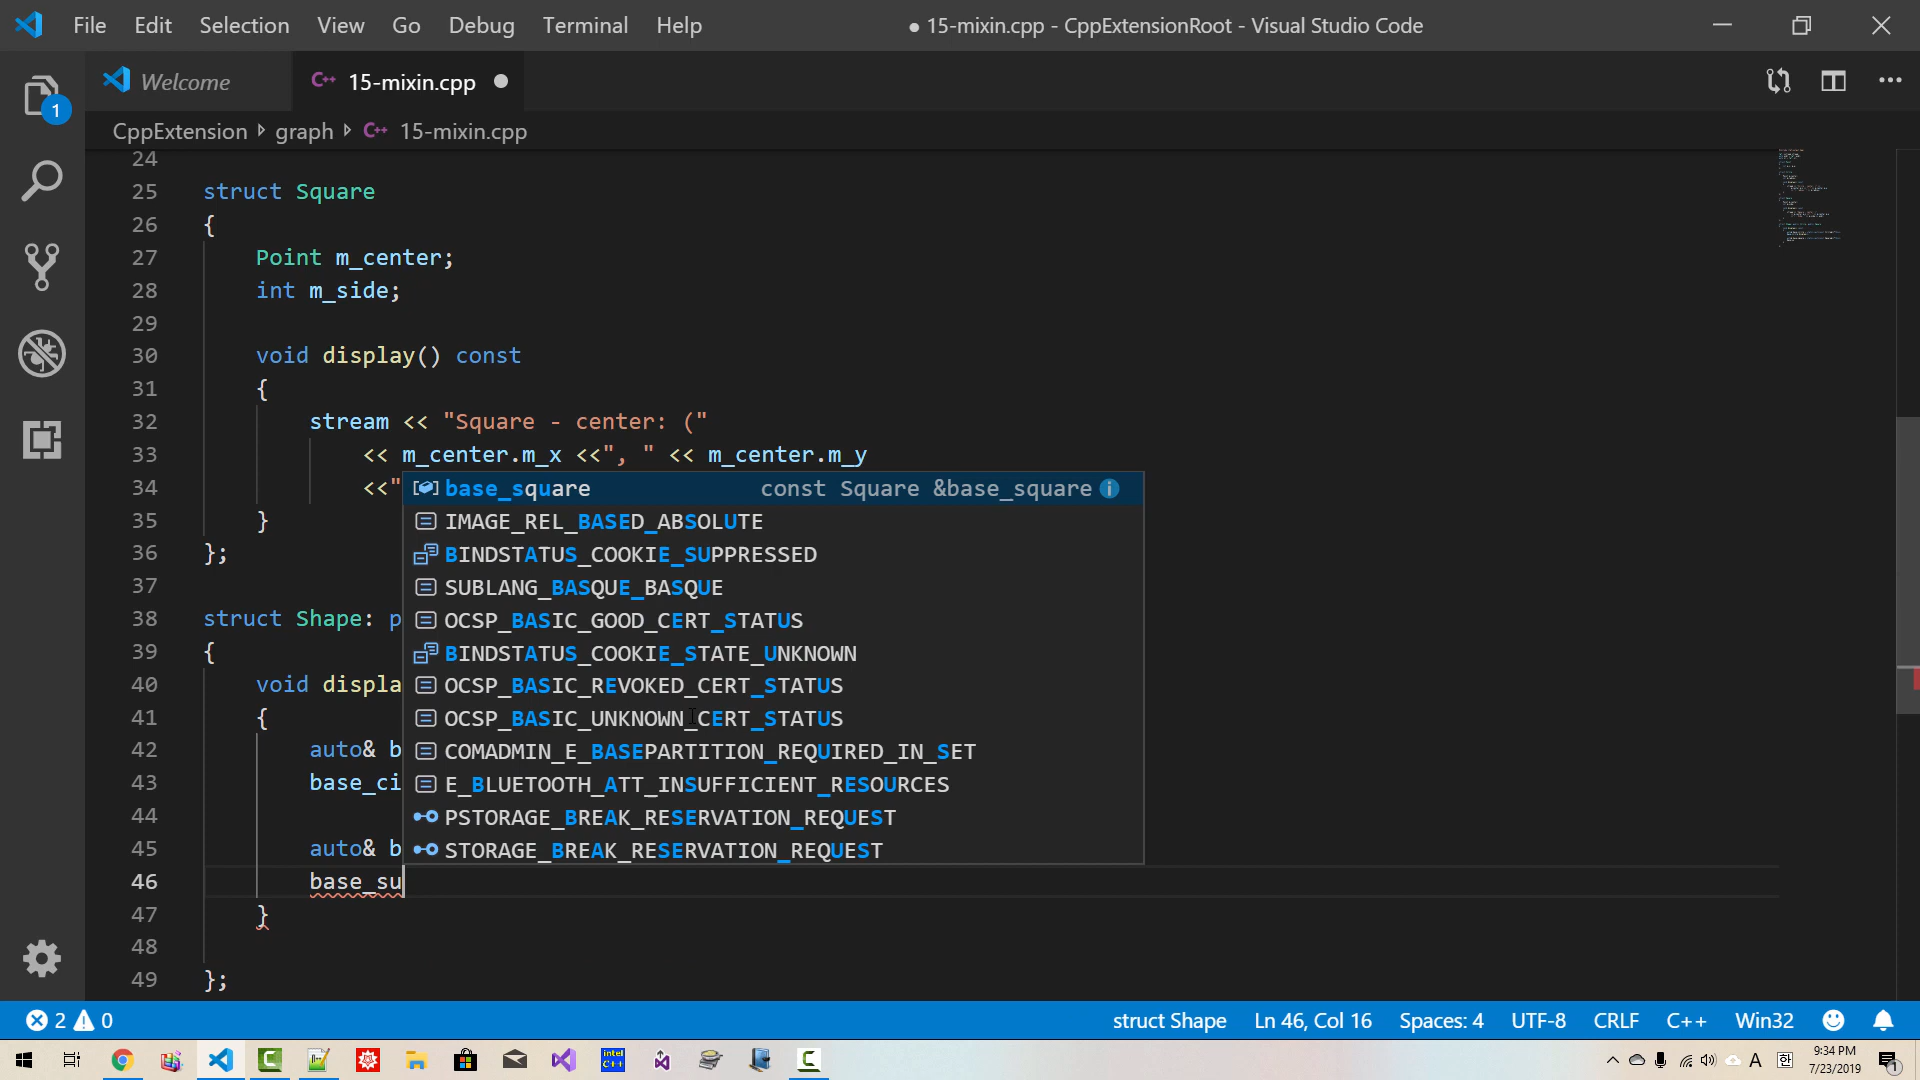 File Edit Selection View Go Debug Terminal Help ● 15-mixin.cpp - CppExtensionRoot - Visual Studio Code
Welcome 15-mixin.cpp
1
CppExtension graph 15-mixin.cpp
24
25 struct Square
26 {
27 Point m_center;
28 int m_side;
29
30 void display() const
31 {
32 stream << "Square - center: ("
33 << m_center.m_x <<", " << m_center.m_y
34 <<"
35 }
36 };
37
38 struct Shape: p
39 {
40 void displa
41 {
42 auto& b
43 base_ci
44
45 auto& b
46 base_su
47 }
48
49 };
base_square const Square &base_square
IMAGE_REL_BASED_ABSOLUTE
BINDSTATUS_COOKIE_SUPPRESSED
SUBLANG_BASQUE_BASQUE
OCSP_BASIC_GOOD_CERT_STATUS
BINDSTATUS_COOKIE_STATE_UNKNOWN
OCSP_BASIC_REVOKED_CERT_STATUS
OCSP_BASIC_UNKNOWN_CERT_STATUS
COMADMIN_E_BASEPARTITION_REQUIRED_IN_SET
E_BLUETOOTH_ATT_INSUFFICIENT_RESOURCES
PSTORAGE_BREAK_RESERVATION_REQUEST
STORAGE_BREAK_RESERVATION_REQUEST
2 0 struct Shape Ln 46, Col 16 Spaces: 4 UTF-8 CRLF C++ Win32
A 한 9:34 PM
7/23/2019